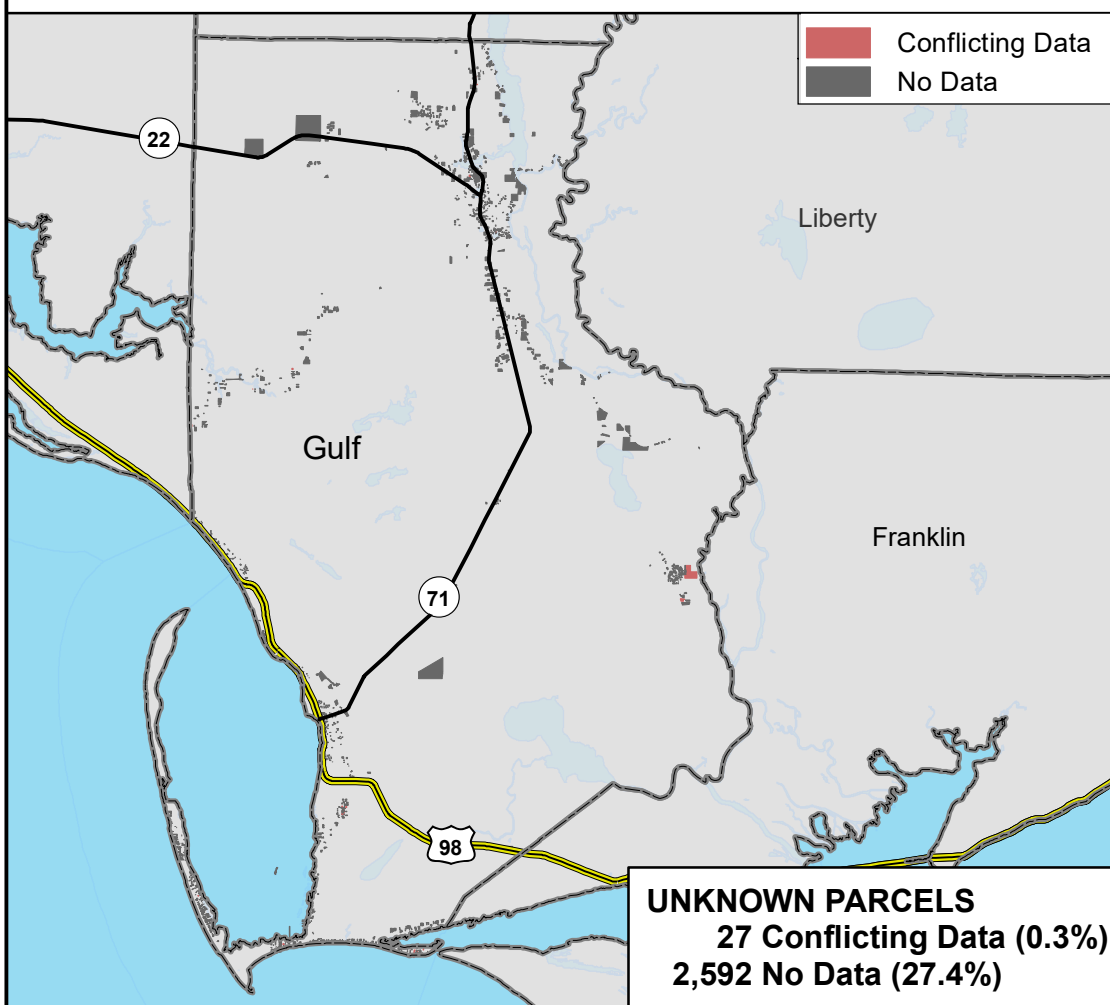 Conflicting Data
No Data
22
Liberty
Gulf
Franklin
71
98
UNKNOWN PARCELS
27 Conflicting Data (0.3%)
2,592 No Data (27.4%)